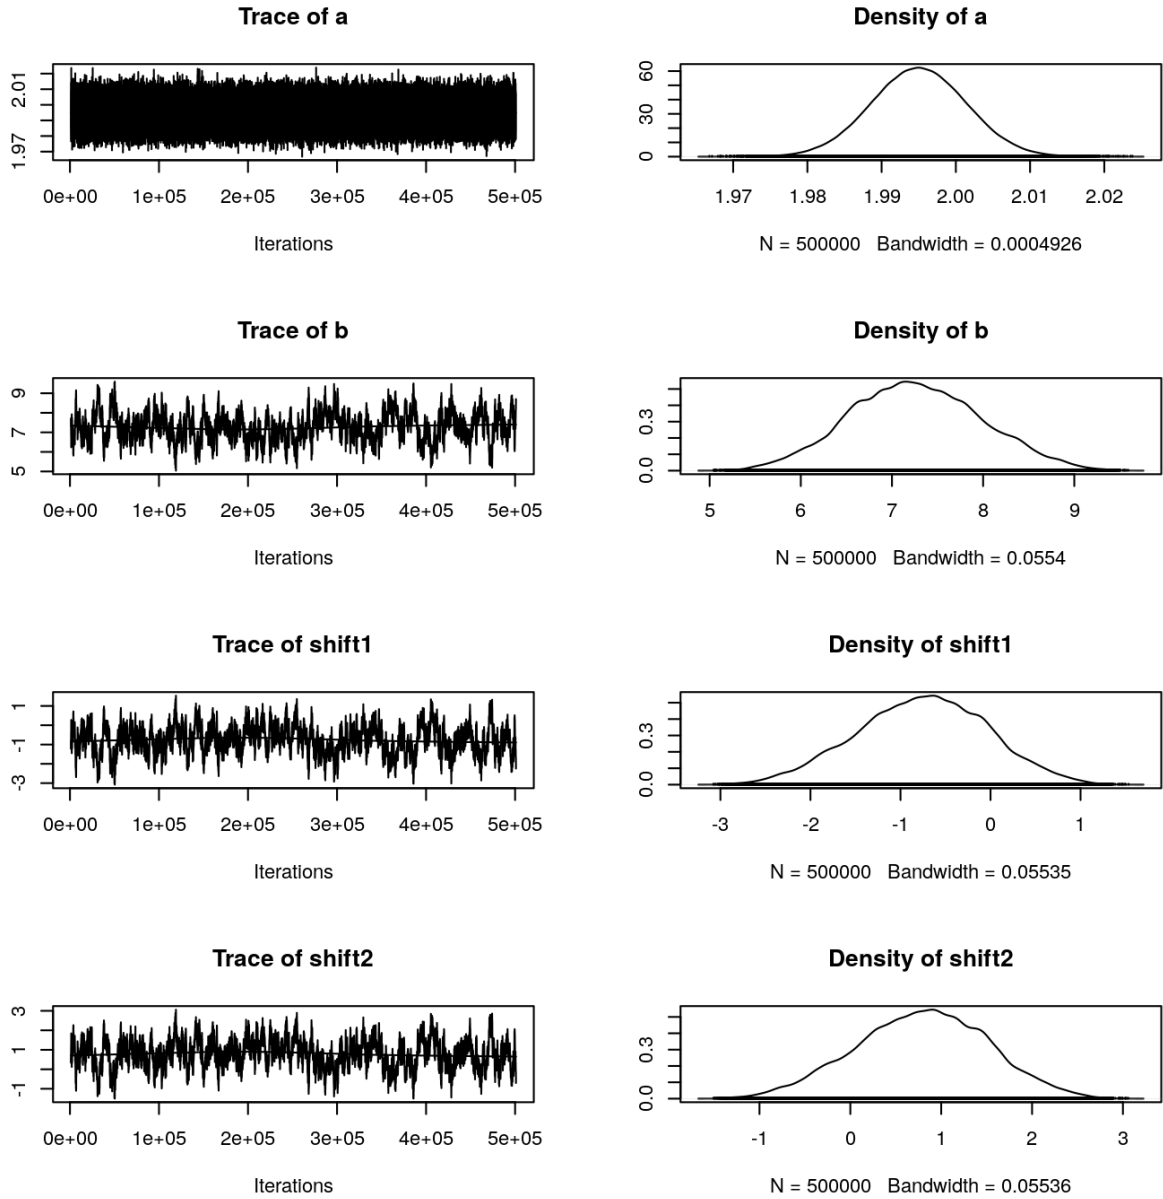 Trace of a
Density of a
1.97 2.01
0e+00 1e+05 2e+05 3e+05 4e+05 5e+05
Iterations
0 30 60
1.97 1.98 1.99 2.00 2.01 2.02
N = 500000 Bandwidth = 0.0004926
Trace of b
Density of b
5 7 9
0e+00 1e+05 2e+05 3e+05 4e+05 5e+05
Iterations
0.0 0.3
5 6 7 8 9
N = 500000 Bandwidth = 0.0554
Trace of shift1
Density of shift1
-3 -1 1
0e+00 1e+05 2e+05 3e+05 4e+05 5e+05
Iterations
0.0 0.3
-3 -2 -1 0 1
N = 500000 Bandwidth = 0.05535
Trace of shift2
Density of shift2
-1 1 3
0e+00 1e+05 2e+05 3e+05 4e+05 5e+05
Iterations
0.0 0.3
-1 0 1 2 3
N = 500000 Bandwidth = 0.05536